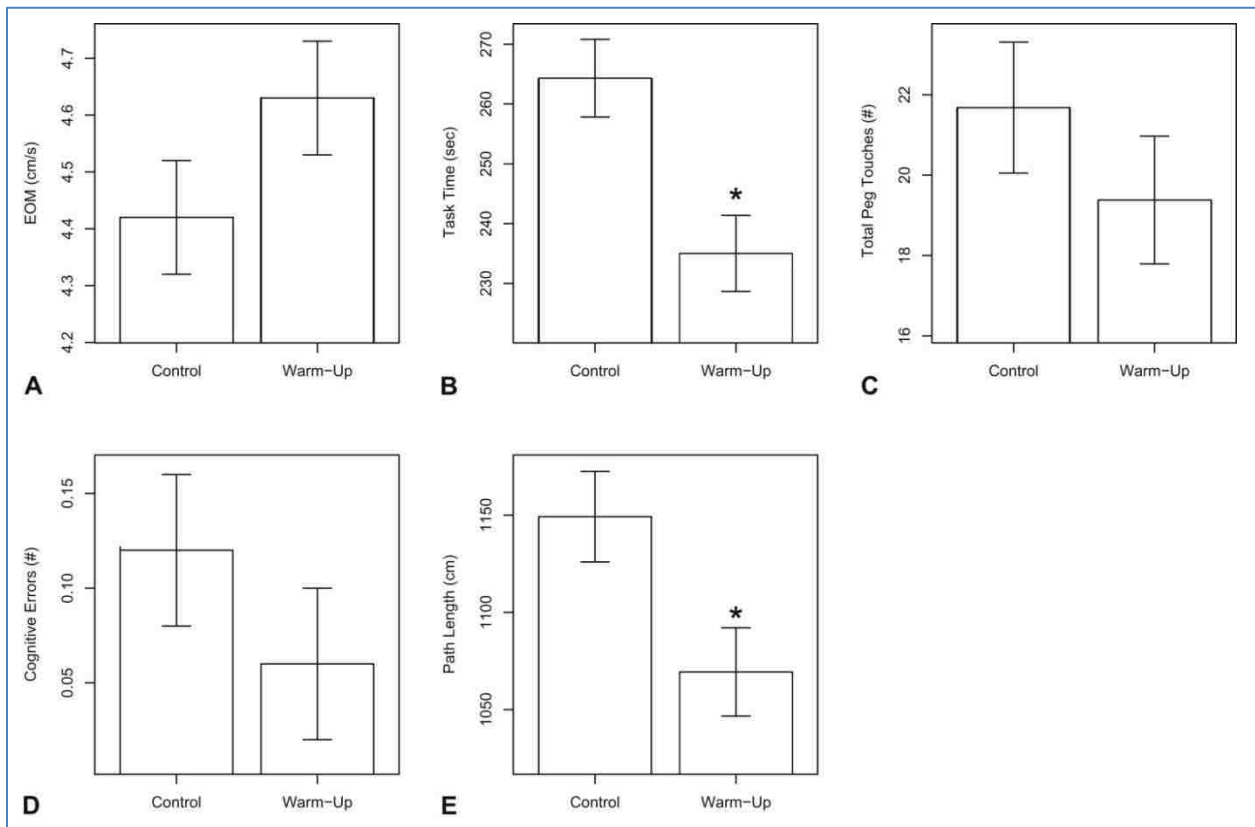 EOM (cm/s)
4.7
4.6
4.5
4.4
4.3
4.2
Control
Warm-Up
A
Task Time (sec)
270
260
250
240
230
*
Control
Warm-Up
B
Total Peg Touches (#)
22
20
18
16
Control
Warm-Up
C
Cognitive Errors (#)
0.15
0.10
0.05
Control
Warm-Up
D
Path Length (cm)
1150
1100
1050
*
Control
Warm-Up
E